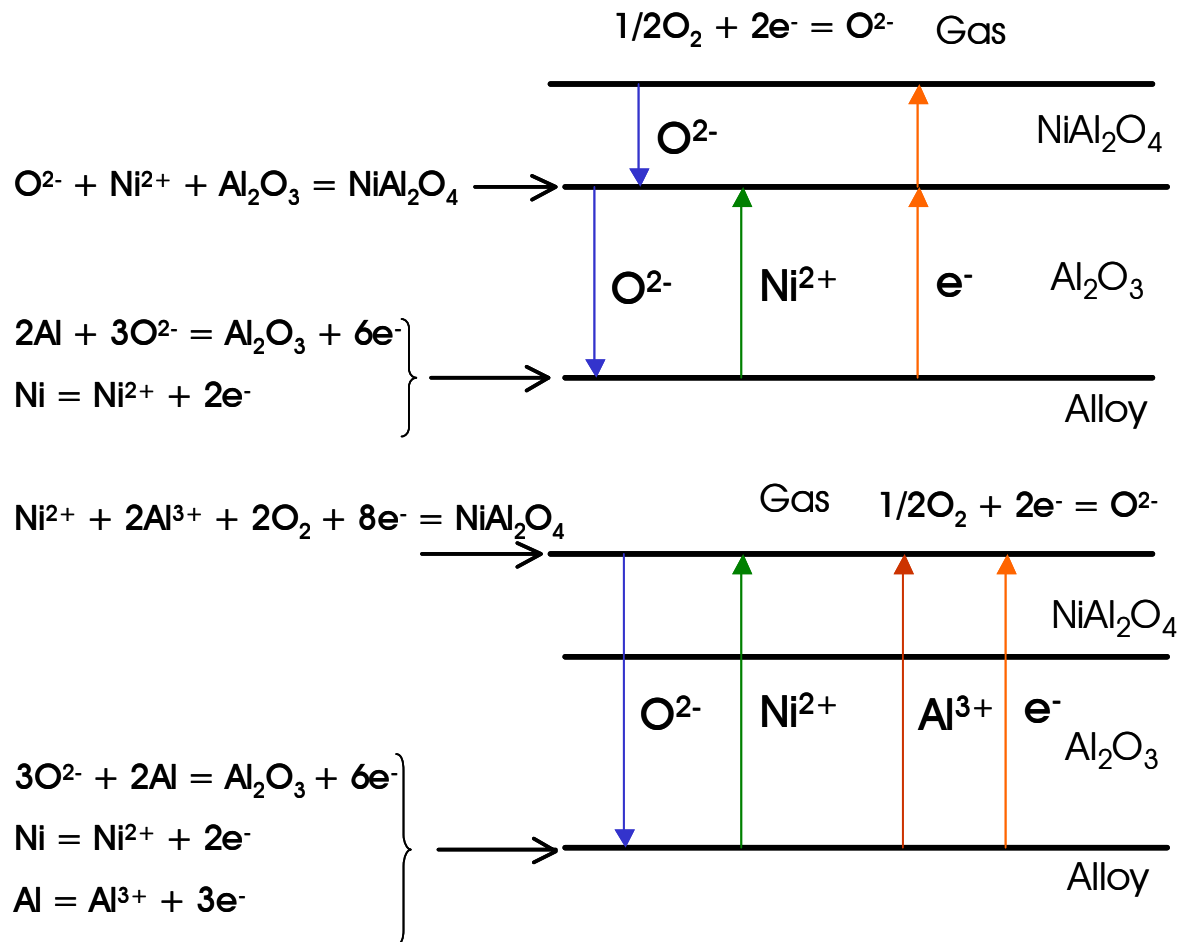 1/2O₂ + 2e⁻ = O²⁻ Gas
O²⁻
NiAl₂O₄
O²⁻ + Ni²⁺ + Al₂O₃ = NiAl₂O₄
O²⁻ Ni²⁺ e⁻ Al₂O₃
2Al + 3O²⁻ = Al₂O₃ + 6e⁻
Ni = Ni²⁺ + 2e⁻
Alloy
Gas 1/2O₂ + 2e⁻ = O²⁻
Ni²⁺ + 2Al³⁺ + 2O₂ + 8e⁻ = NiAl₂O₄
NiAl₂O₄
O²⁻ Ni²⁺ Al³⁺ e⁻
Al₂O₃
3O²⁻ + 2Al = Al₂O₃ + 6e⁻
Ni = Ni²⁺ + 2e⁻
Al = Al³⁺ + 3e⁻
Alloy